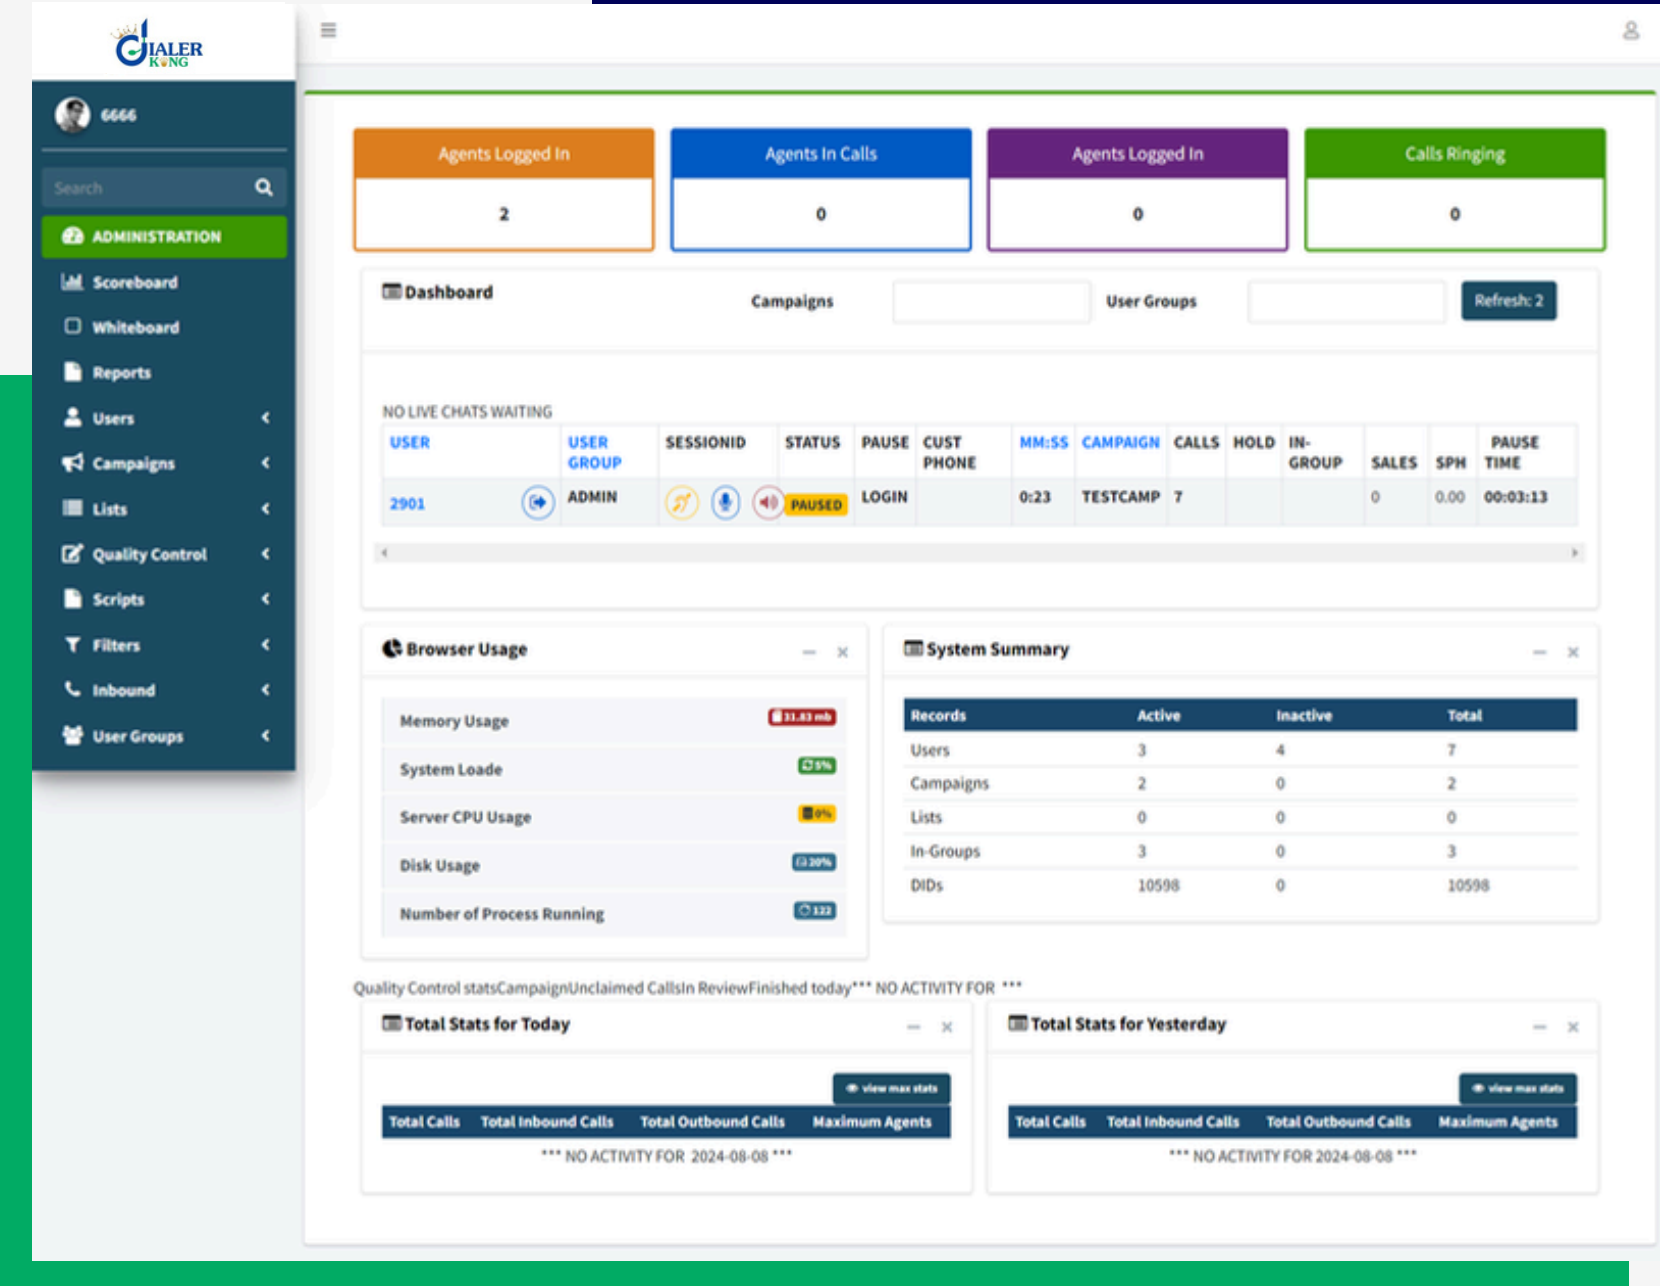 DIALER
KING
6666
Search
ADMINISTRATION
Scoreboard
Whiteboard
Reports
Users
Campaigns
Lists
Quality Control
Scripts
Filters
Inbound
User Groups
Agents Logged In
Agents In Calls
Agents Logged In
Calls Ringing
2
0
0
0
Dashboard
Campaigns
User Groups
Refresh: 2
NO LIVE CHATS WAITING
USER USER GROUP SESSIONID STATUS PAUSE CUST PHONE MM:SS CAMPAIGN CALLS HOLD IN-GROUP SALES SPH PAUSE TIME
2901 ADMIN PAUSED LOGIN 0:23 TESTCAMP 7 0 0.00 00:03:13
Browser Usage
Memory Usage 31.83 mb
System Loade 5%
Server CPU Usage 0%
Disk Usage 20%
Number of Process Running 122
System Summary
Records Active Inactive Total
Users 3 4 7
Campaigns 2 0 2
Lists 0 0 0
In-Groups 3 0 3
DIDs 10598 0 10598
Quality Control statsCampaignUnclaimed CallsIn ReviewFinished today*** NO ACTIVITY FOR ***
Total Stats for Today
view max stats
Total Calls Total Inbound Calls Total Outbound Calls Maximum Agents
*** NO ACTIVITY FOR 2024-08-08 ***
Total Stats for Yesterday
view max stats
Total Calls Total Inbound Calls Total Outbound Calls Maximum Agents
*** NO ACTIVITY FOR 2024-08-08 ***